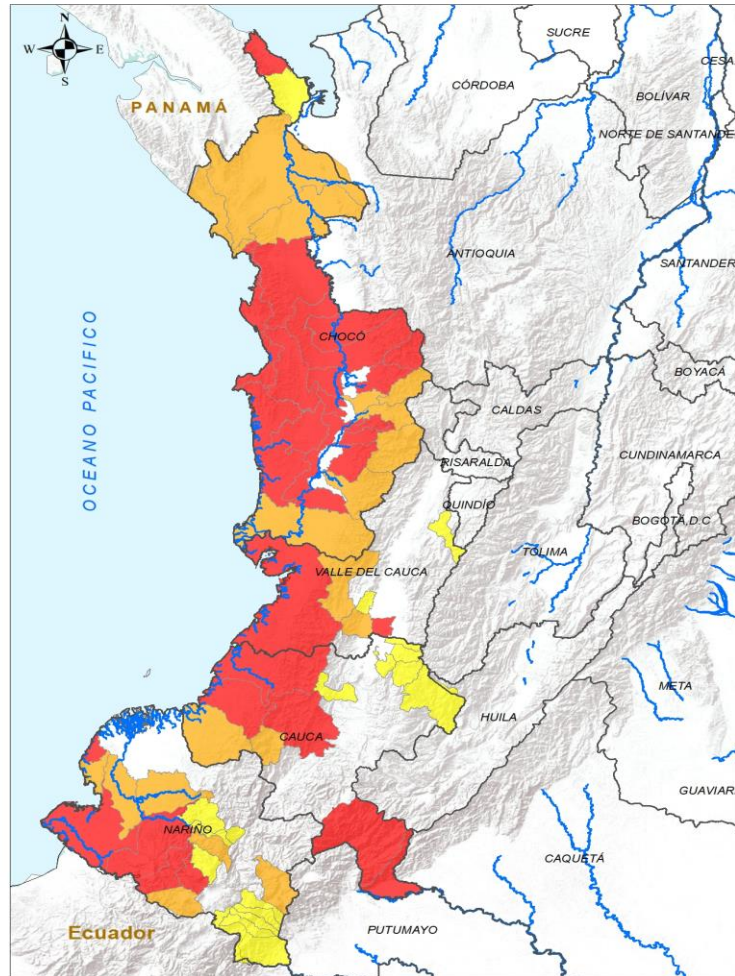 N
W E
S
SUCRE
CESA
CÓRDOBA
BOLÍVAR
PANAMÁ
NORTE DE SANTANDE
ANTIOQUIA
SANTANDER
OCEANO PACIFICO
CHOCÓ
BOYACÁ
CALDAS
CUNDINAMARCA
RISARALDA
QUINDÍO
BOGOTÁ,D.C
TOLIMA
VALLE DEL CAUCA
META
HUILA
CAUCA
GUAVIAR
NARIÑO
CAQUETÁ
Ecuador
PUTUMAYO